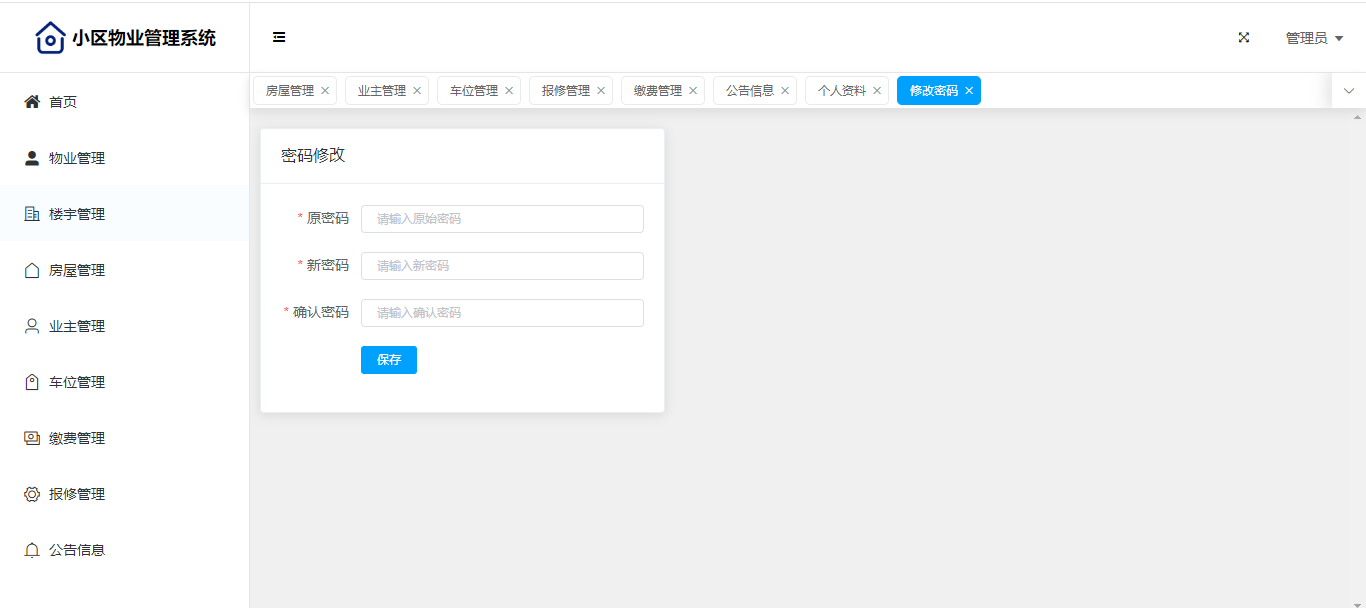 小区物业管理系统
管理员
首页
物业管理
楼宇管理
房屋管理
业主管理
车位管理
缴费管理
报修管理
公告信息
房屋管理 业主管理 车位管理 报修管理 缴费管理 公告信息 个人资料 修改密码
密码修改
* 原密码 请输入原始密码
* 新密码 请输入新密码
* 确认密码 请输入确认密码
保存